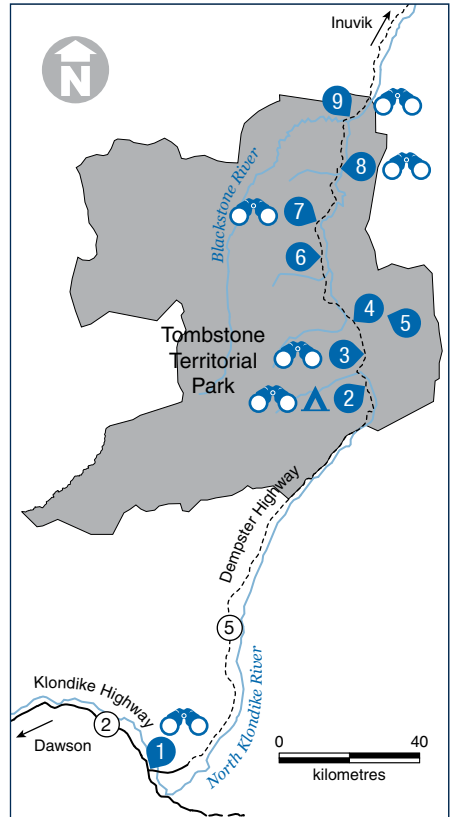 Inuvik
N
9
8
Blackstone River
7
6
4
5
Tombstone
Territorial
Park
3
2
Dempster Highway
5
North Klondike River
Klondike Highway
2
Dawson
1
0 40
kilometres